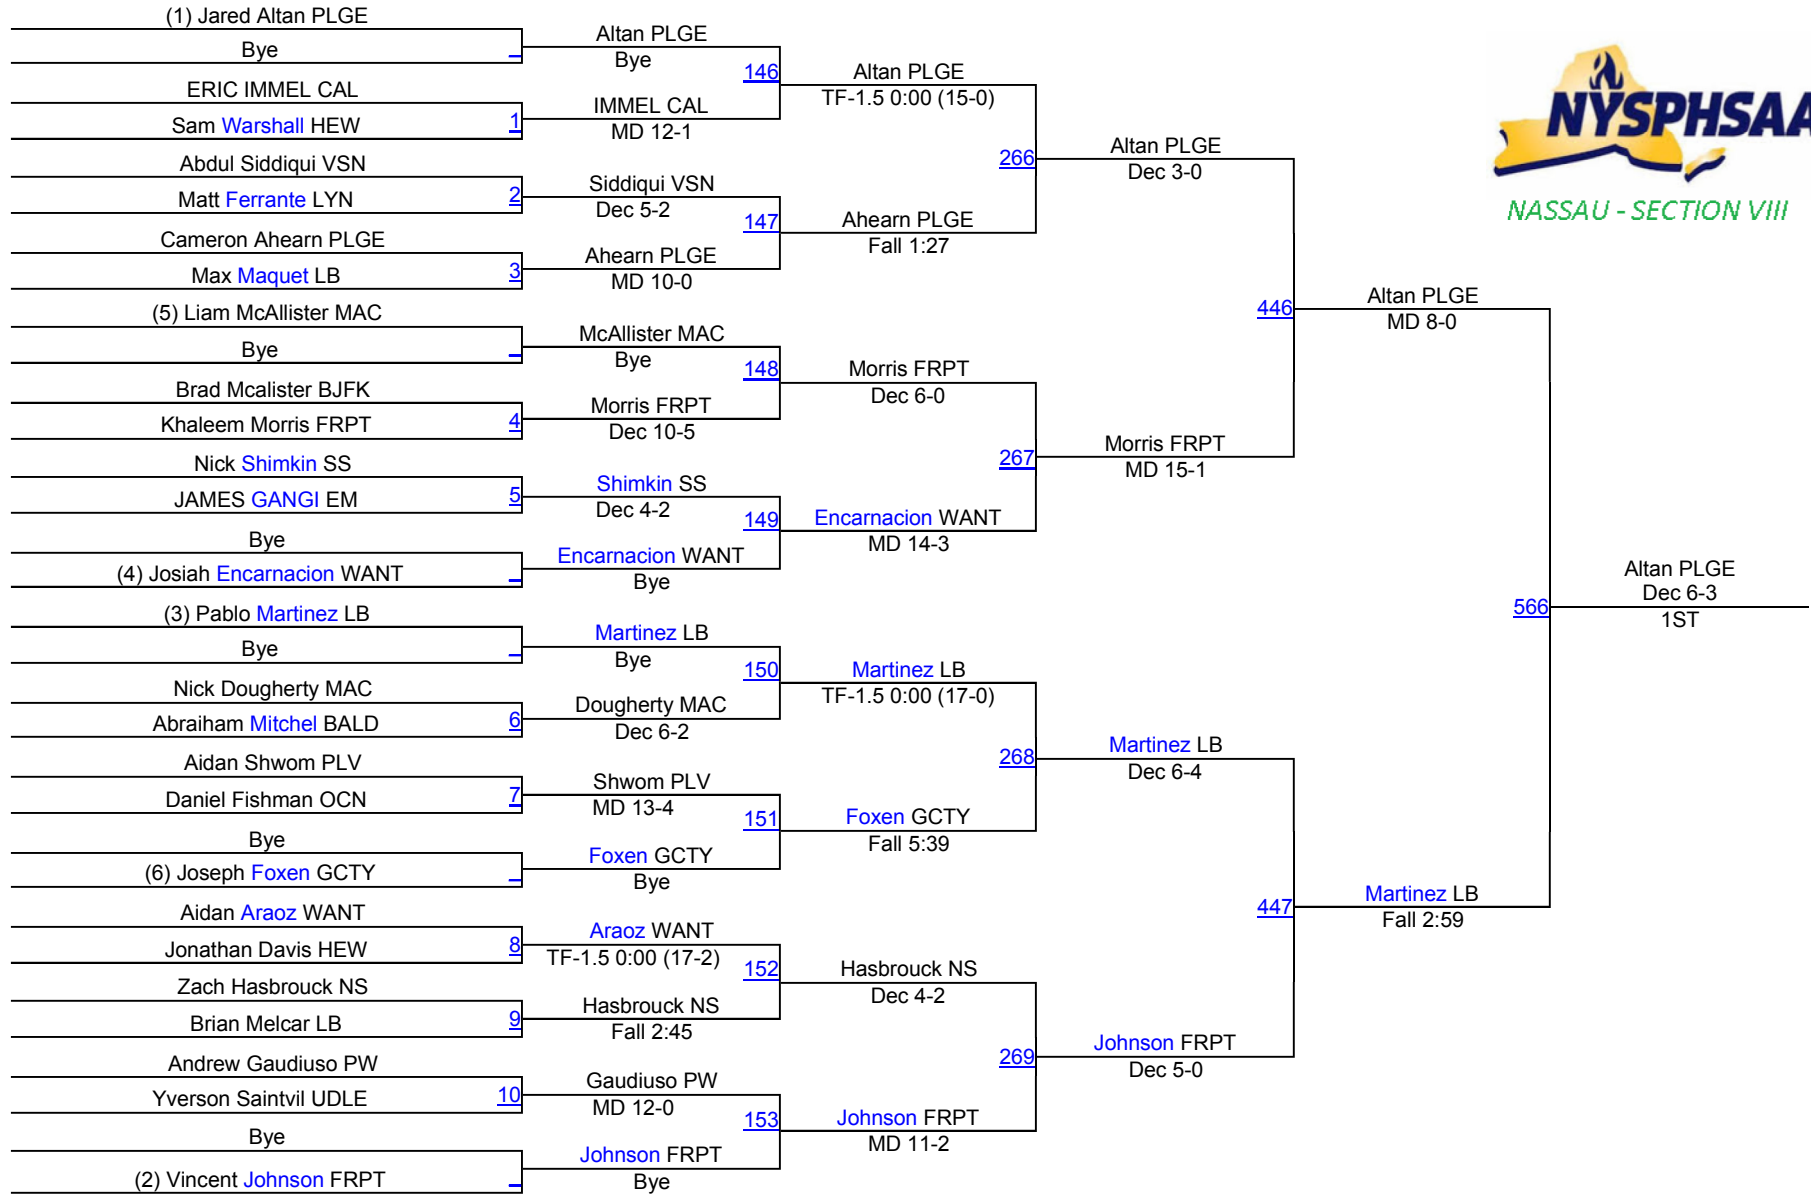 (1) Jared Altan PLGE
Bye
ERIC IMMEL CAL
Sam Warshall HEW
1
Abdul Siddiqui VSN
Matt Ferrante LYN
2
Cameron Ahearn PLGE
Max Maquet LB
3
(5) Liam McAllister MAC
Bye
Brad Mcalister BJFK
Khaleem Morris FRPT
4
Nick Shimkin SS
JAMES GANGI EM
5
Bye
(4) Josiah Encarnacion WANT
(3) Pablo Martinez LB
Bye
Nick Dougherty MAC
Abraiham Mitchel BALD
6
Aidan Shwom PLV
Daniel Fishman OCN
7
Bye
(6) Joseph Foxen GCTY
Aidan Araoz WANT
Jonathan Davis HEW
8
Zach Hasbrouck NS
Brian Melcar LB
9
Andrew Gaudiuso PW
Yverson Saintvil UDLE
10
Bye
(2) Vincent Johnson FRPT
Altan PLGE
Bye
146
IMMEL CAL
MD 12-1
Siddiqui VSN
Dec 5-2
147
Ahearn PLGE
MD 10-0
McAllister MAC
Bye
148
Morris FRPT
Dec 10-5
Shimkin SS
Dec 4-2
149
Encarnacion WANT
Bye
Martinez LB
Bye
150
Dougherty MAC
Dec 6-2
Shwom PLV
MD 13-4
151
Foxen GCTY
Bye
Araoz WANT
TF-1.5 0:00 (17-2)
152
Hasbrouck NS
Fall 2:45
Gaudiuso PW
MD 12-0
153
Johnson FRPT
Bye
Altan PLGE
TF-1.5 0:00 (15-0)
266
Ahearn PLGE
Fall 1:27
Morris FRPT
Dec 6-0
267
Encarnacion WANT
MD 14-3
Martinez LB
TF-1.5 0:00 (17-0)
268
Foxen GCTY
Fall 5:39
Hasbrouck NS
Dec 4-2
269
Johnson FRPT
MD 11-2
Altan PLGE
Dec 3-0
446
Morris FRPT
MD 15-1
Martinez LB
Dec 6-4
447
Johnson FRPT
Dec 5-0
Altan PLGE
MD 8-0
566
Martinez LB
Fall 2:59
Altan PLGE
Dec 6-3
1ST
NYSPHSAA
NASSAU - SECTION VIII